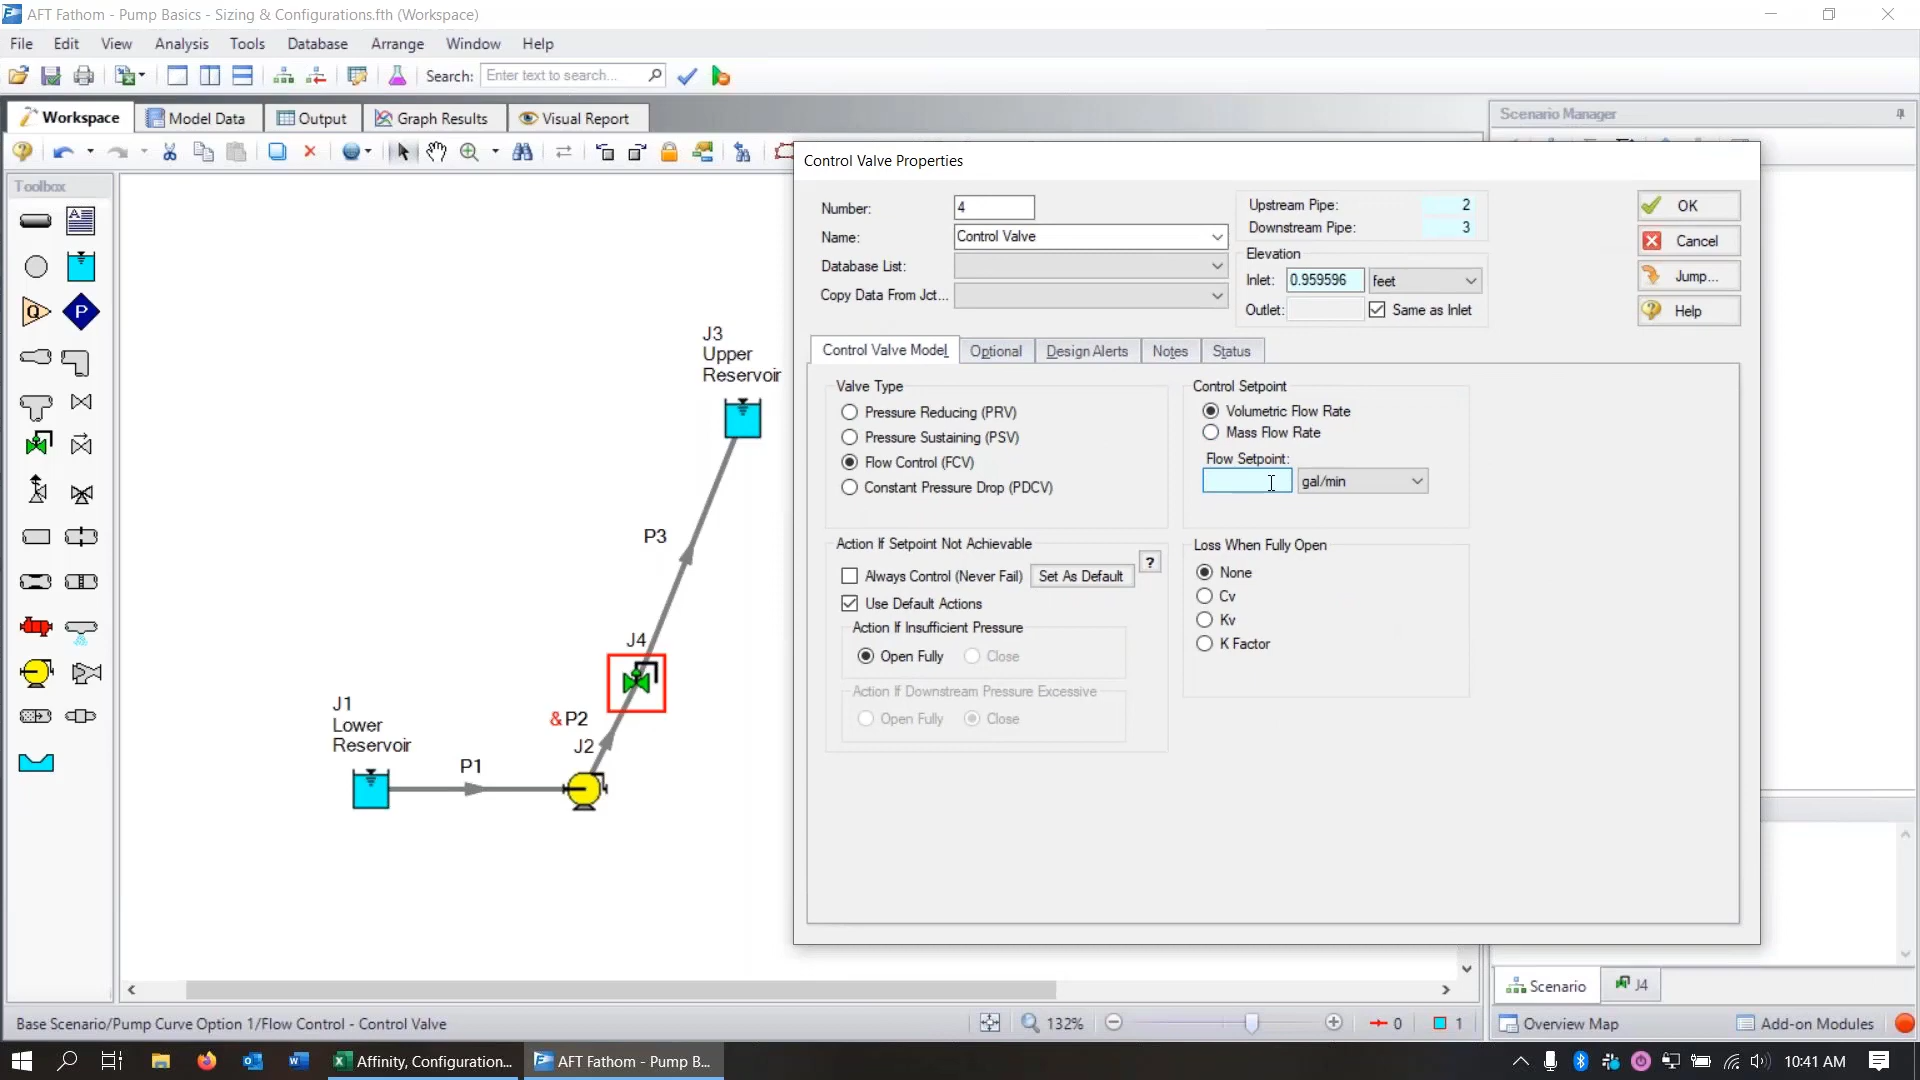 AFT Fathom - Pump Basics - Sizing & Configurations.fth (Workspace)
File Edit View Analysis Tools Database Arrange Window Help
Search: Enter text to search...
Workspace Model Data Output Graph Results Visual Report
Scenario Manager
Toolbox
A
Q
P
J3
Upper
Reservoir
P3
J4
&P2
J2
J1
Lower
Reservoir
P1
Control Valve Properties
Number: 4
Name: Control Valve
Database List:
Copy Data From Jct...
Upstream Pipe: 2
Downstream Pipe: 3
Elevation
Inlet: 0.959596 feet
Outlet: Same as Inlet
OK
Cancel
Jump...
Help
Control Valve Model Optional Design Alerts Notes Status
Valve Type
Pressure Reducing (PRV)
Pressure Sustaining (PSV)
Flow Control (FCV)
Constant Pressure Drop (PDCV)
Control Setpoint
Volumetric Flow Rate
Mass Flow Rate
Flow Setpoint:
gal/min
Action If Setpoint Not Achievable
?
Always Control (Never Fail) Set As Default
Use Default Actions
Action If Insufficient Pressure
Open Fully Close
Action If Downstream Pressure Excessive
Open Fully Close
Loss When Fully Open
None
Cv
Kv
K Factor
Scenario J4
Base Scenario/Pump Curve Option 1/Flow Control - Control Valve
132% 0 1
Overview Map Add-on Modules
Affinity, Configuration... AFT Fathom - Pump B... 10:41 AM